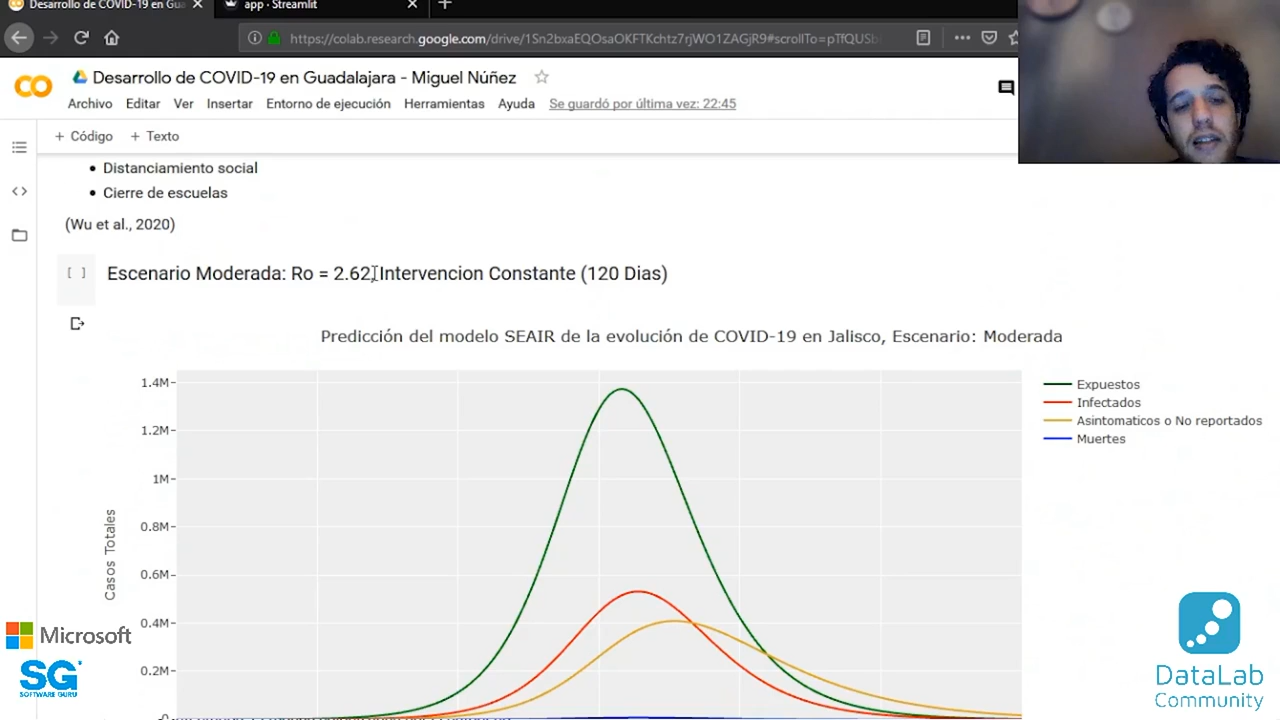 Desarrollo de COVID-19 en Gua
app · Streamlit
https://colab.research.google.com/drive/1Sn2bxaEQOsaOKFTKchtz7rjWO1ZAGjR9#scrollTo=pTfQUSb
CO
Desarrollo de COVID-19 en Guadalajara - Miguel Núñez
Archivo Editar Ver Insertar Entorno de ejecución Herramientas Ayuda Se guardó por última vez: 22:45
+ Código + Texto
• Distanciamiento social
• Cierre de escuelas
(Wu et al., 2020)
[ ] Escenario Moderada: Ro = 2.62, Intervencion Constante (120 Dias)
Predicción del modelo SEAIR de la evolución de COVID-19 en Jalisco, Escenario: Moderada
Expuestos
Infectados
Asintomaticos o No reportados
Muertes
Casos Totales
1.4M
1.2M
1M
0.8M
0.6M
0.4M
0.2M
0
Microsoft
SG
SOFTWARE GURU
DataLab
Community